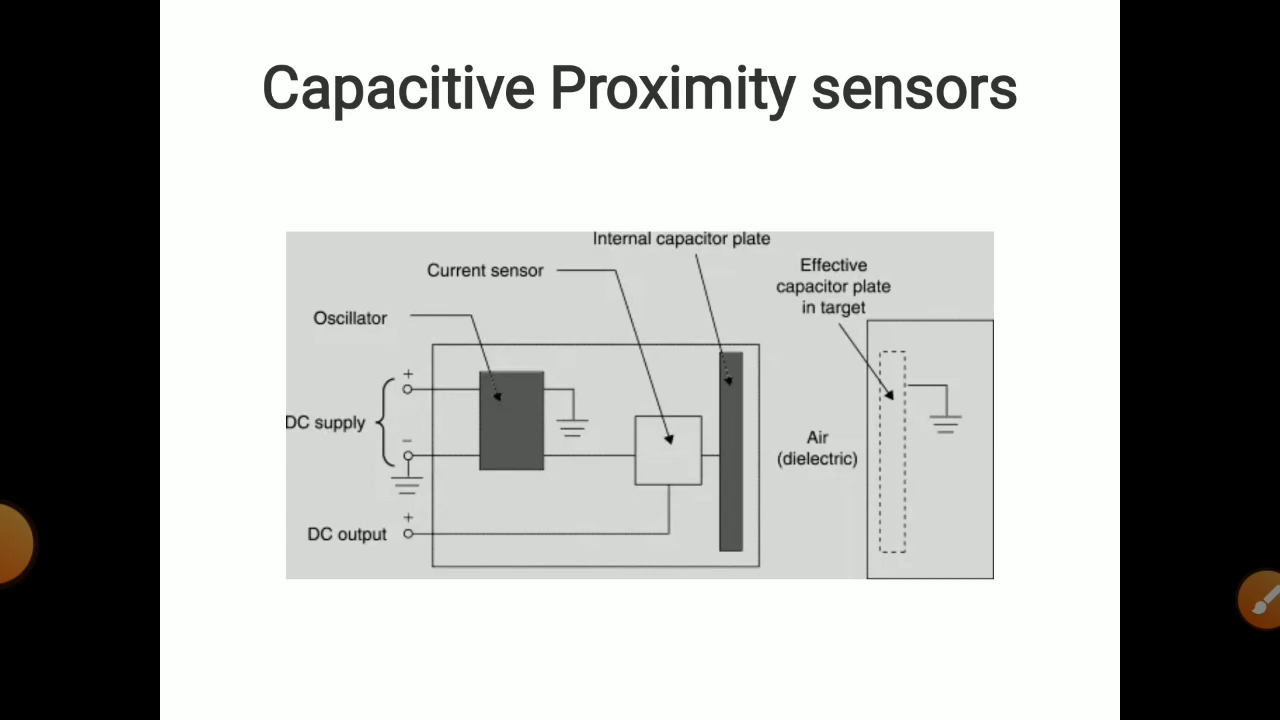 Capacitive Proximity sensors
Internal capacitor plate
Current sensor
Effective
capacitor plate
in target
Oscillator
+
DC supply
−
Air
(dielectric)
+
DC output